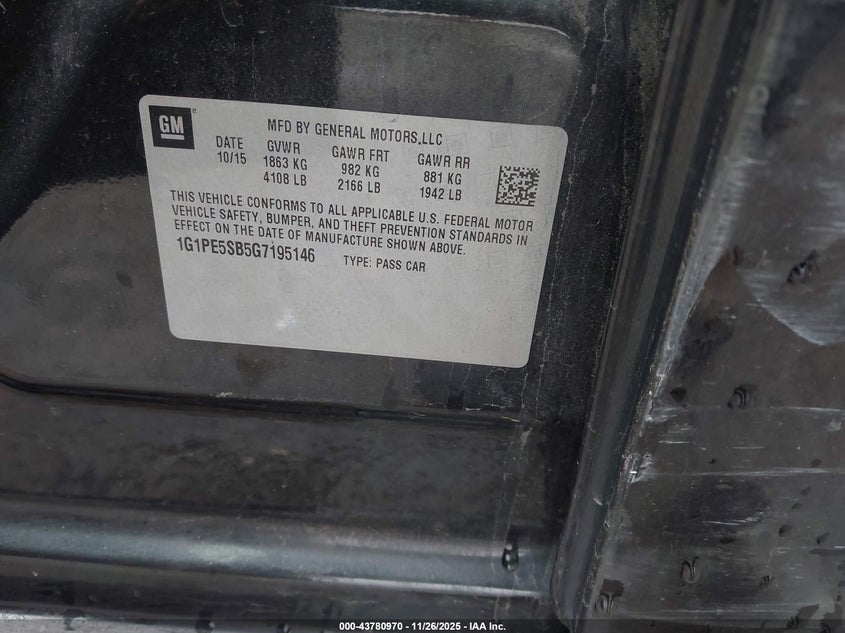 GM
MFD BY GENERAL MOTORS,LLC
DATE GVWR GAWR FRT GAWR RR
10/15 1863 KG 982 KG 881 KG
4108 LB 2166 LB 1942 LB
THIS VEHICLE CONFORMS TO ALL APPLICABLE U.S. FEDERAL MOTOR
VEHICLE SAFETY, BUMPER, AND THEFT PREVENTION STANDARDS IN
EFFECT ON THE DATE OF MANUFACTURE SHOWN ABOVE.
1G1PE5SB5G7195146 TYPE: PASS CAR
000-43780970 - 11/26/2025 - IAA Inc.